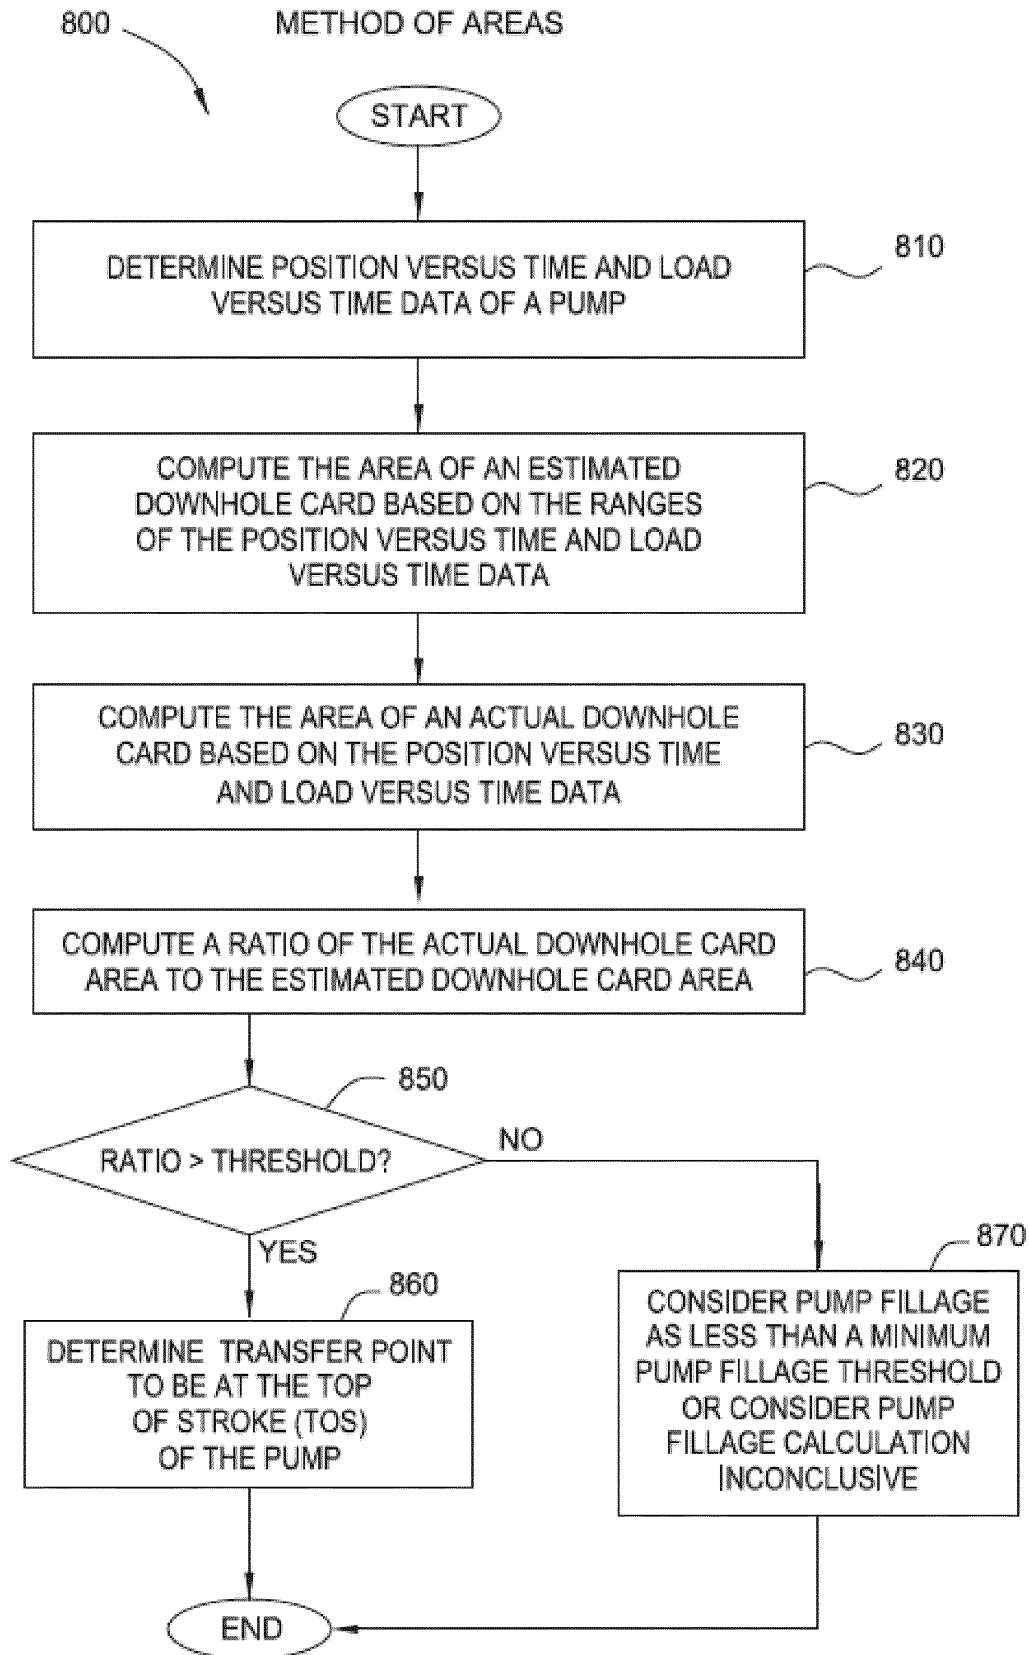 800
METHOD OF AREAS
START
810
DETERMINE POSITION VERSUS TIME AND LOAD
VERSUS TIME DATA OF A PUMP
820
COMPUTE THE AREA OF AN ESTIMATED
DOWNHOLE CARD BASED ON THE RANGES
OF THE POSITION VERSUS TIME AND LOAD
VERSUS TIME DATA
830
COMPUTE THE AREA OF AN ACTUAL DOWNHOLE
CARD BASED ON THE POSITION VERSUS TIME
AND LOAD VERSUS TIME DATA
840
COMPUTE A RATIO OF THE ACTUAL DOWNHOLE CARD
AREA TO THE ESTIMATED DOWNHOLE CARD AREA
850
RATIO > THRESHOLD?
NO
YES
860
DETERMINE TRANSFER POINT
TO BE AT THE TOP
OF STROKE (TOS)
OF THE PUMP
870
CONSIDER PUMP FILLAGE
AS LESS THAN A MINIMUM
PUMP FILLAGE THRESHOLD
OR CONSIDER PUMP
FILLAGE CALCULATION
INCONCLUSIVE
END